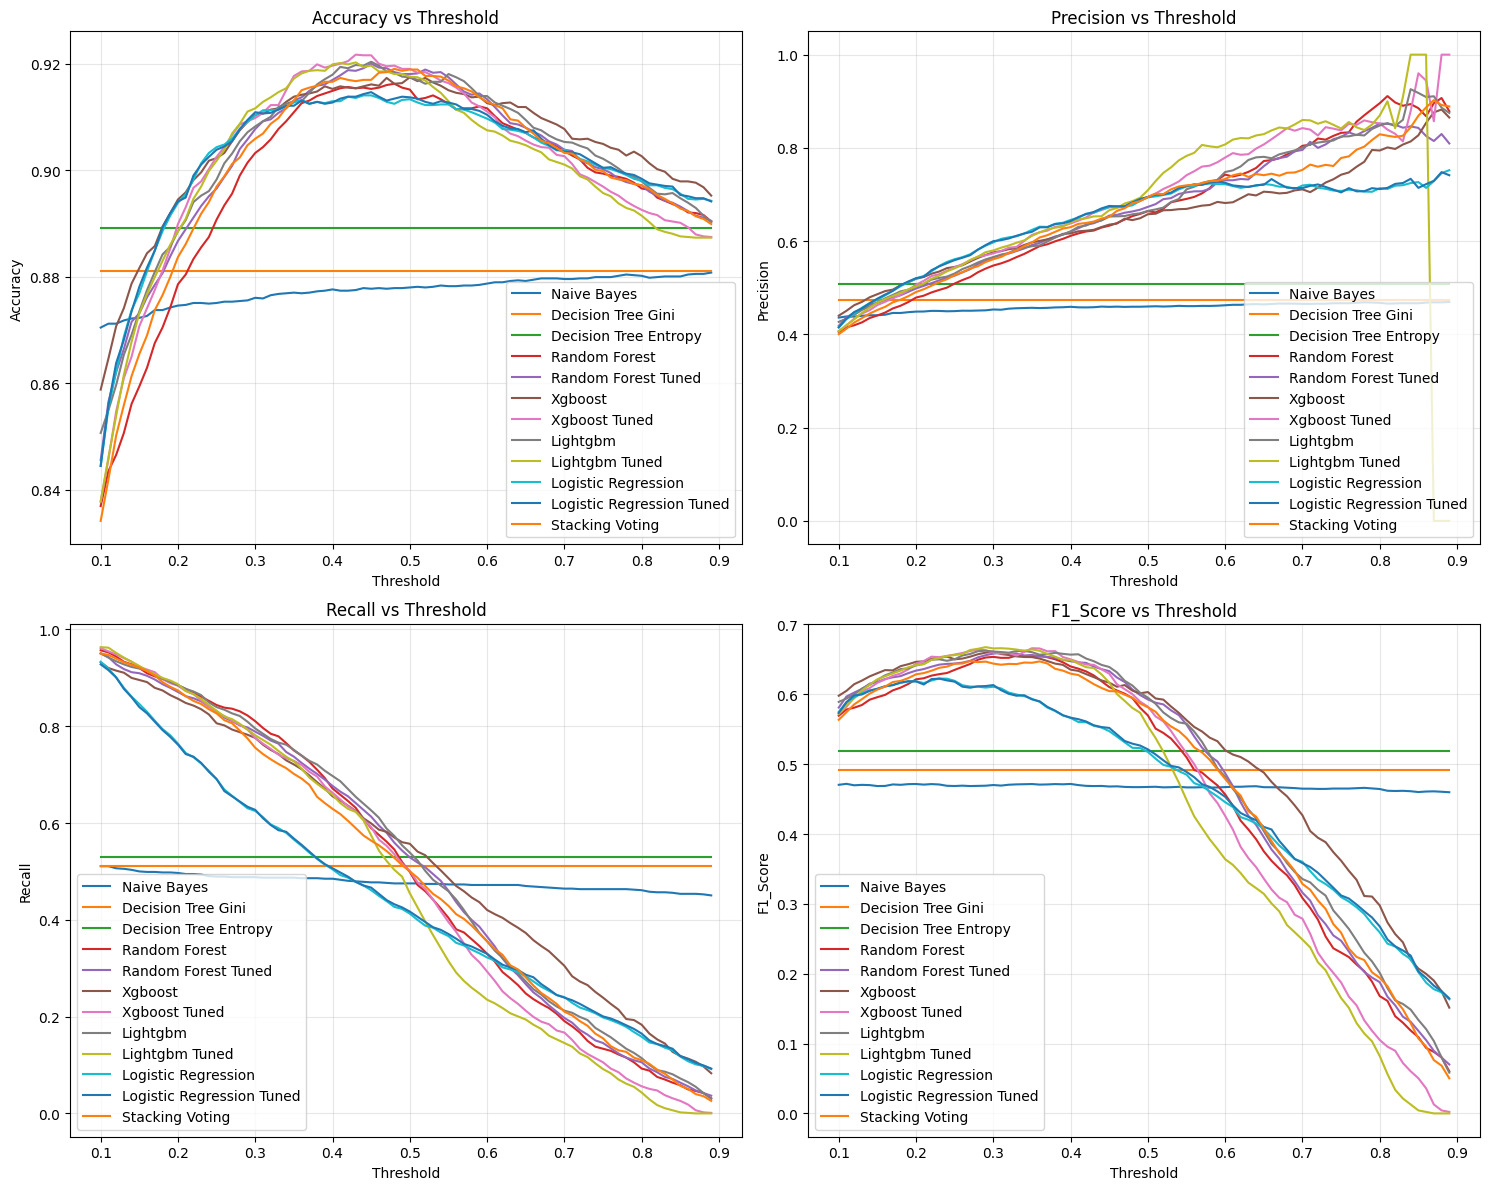 Accuracy vs Threshold
Accuracy
0.92
0.90
0.88
0.86
0.84
Naive Bayes
Decision Tree Gini
Decision Tree Entropy
Random Forest
Random Forest Tuned
Xgboost
Xgboost Tuned
Lightgbm
Lightgbm Tuned
Logistic Regression
Logistic Regression Tuned
Stacking Voting
0.1 0.2 0.3 0.4 0.5 0.6 0.7 0.8 0.9
Threshold
Precision vs Threshold
Precision
1.0
0.8
0.6
0.4
0.2
0.0
Naive Bayes
Decision Tree Gini
Decision Tree Entropy
Random Forest
Random Forest Tuned
Xgboost
Xgboost Tuned
Lightgbm
Lightgbm Tuned
Logistic Regression
Logistic Regression Tuned
Stacking Voting
0.1 0.2 0.3 0.4 0.5 0.6 0.7 0.8 0.9
Threshold
Recall vs Threshold
Recall
1.0
0.8
0.6
0.4
0.2
0.0
Naive Bayes
Decision Tree Gini
Decision Tree Entropy
Random Forest
Random Forest Tuned
Xgboost
Xgboost Tuned
Lightgbm
Lightgbm Tuned
Logistic Regression
Logistic Regression Tuned
Stacking Voting
0.1 0.2 0.3 0.4 0.5 0.6 0.7 0.8 0.9
Threshold
F1_Score vs Threshold
F1_Score
0.7
0.6
0.5
0.4
0.3
0.2
0.1
0.0
Naive Bayes
Decision Tree Gini
Decision Tree Entropy
Random Forest
Random Forest Tuned
Xgboost
Xgboost Tuned
Lightgbm
Lightgbm Tuned
Logistic Regression
Logistic Regression Tuned
Stacking Voting
0.1 0.2 0.3 0.4 0.5 0.6 0.7 0.8 0.9
Threshold